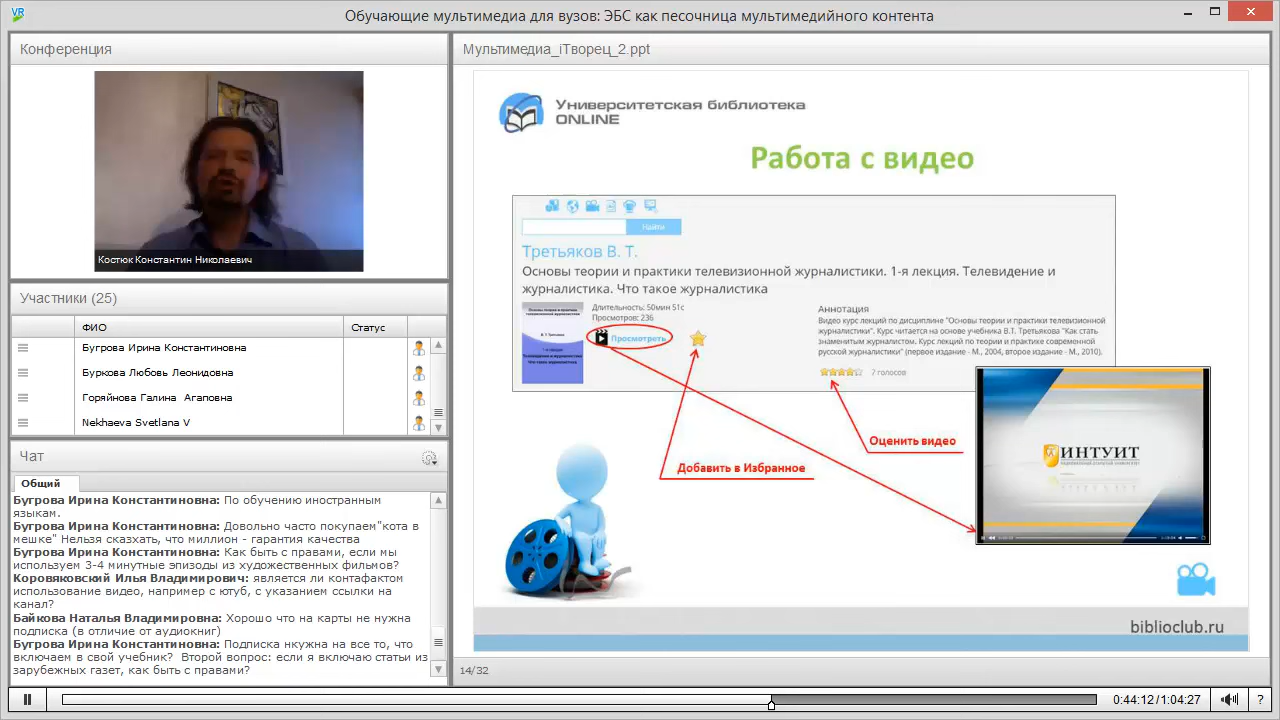 VR
Обучающие мультимедиа для вузов: ЭБС как песочница мультимедийного контента
Конференция
Костюк Константин Николаевич
Участники (25)
ФИО
Статус
Бугрова Ирина Константиновна
Буркова Любовь Леонидовна
Горяйнова Галина Агаповна
Nekhaeva Svetlana V
Чат
Общий
Бугрова Ирина Константиновна: По обучению иностранным
языкам.
Бугрова Ирина Константиновна: Довольно часто покупаем"кота в
мешке" Нельзя сказхать, что миллион - гарантия качества
Бугрова Ирина Константиновна: Как быть с правами, если мы
используем 3-4 минутные эпизоды из художественных фильмов?
Коровяковский Илья Владимирович: является ли контафактом
использование видео, например с ютуб, с указанием ссылки на
канал?
Байкова Наталья Владимировна: Хорошо что на карты не нужна
подписка (в отличие от аудиокниг)
Бугрова Ирина Константиновна: Подписка нкужна на все то, что
включаем в свой учебник? Второй вопрос: если я включаю статьи из
зарубежных газет, как быть с правами?
Мультимедиа_iТворец_2.ppt
Университетская библиотека
ONLINE
Работа с видео
Найти
Третьяков В. Т.
Основы теории и практики телевизионной журналистики. 1-я лекция. Телевидение и
журналистика. Что такое журналистика
Длительность: 50мин 51с
Просмотров: 236
Просмотреть
Аннотация
Видео курс лекций по дисциплине "Основы теории и практики телевизионной
журналистики". Курс читается на основе учебника В.Т. Третьякова "Как стать
знаменитым журналистом. Курс лекций по теории и практике современной
русской журналистики" (первое издание - М., 2004, второе издание - М., 2010).
7 голосов
Оценить видео
Добавить в Избранное
ИНТУИТ
biblioclub.ru
14/32
0:44:12/1:04:27
?